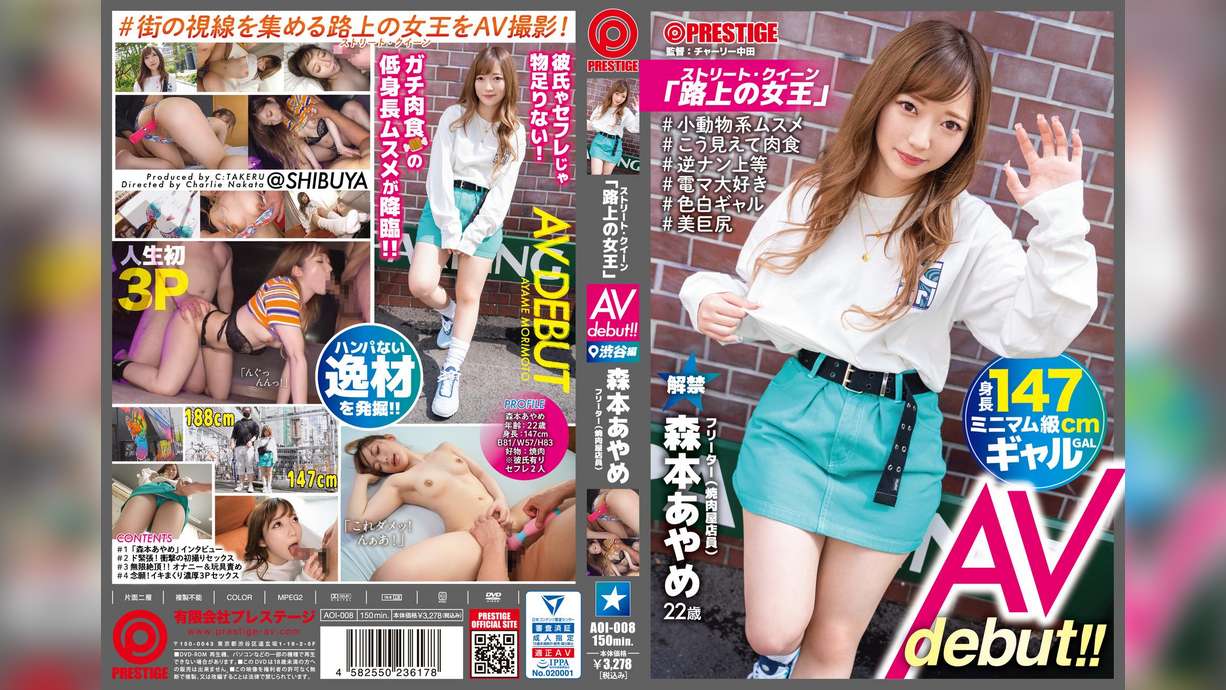 #街の視線を集める路上の女王をAV撮影！
ストリート・クイーン
彼氏やセフレじゃ
物足りない！
ガチ肉食の
低身長ムスメが降臨!!
Produced by C:TAKERU
Directed by Charlie Nakata
@SHIBUYA
人生初
3P
「んぐっ
んんっ！」
ハンパない
逸材
を発掘!!
AV DEBUT
AYAME MORIMOTO
188cm
147cm
PROFILE
森本あやめ
年齢：22歳
身長：147cm
B81/W57/H83
好物：焼肉
※彼氏有り
セフレ2人
「これダメッ！
んぁあ！」
CONTENTS
#1「森本あやめ」インタビュー
#2 ド緊張！衝撃の初撮りセックス
#3 無限絶頂!!オナニー＆玩具責め
#4 念願！イキまくり濃厚3Pセックス
片面二層
複製不能
COLOR
MPEG2
DVD
PRESTIGE
有限会社プレステージ
www.prestige-av.com
AOI-008
150min.
本体価格 ¥3,278(税込み)
4 582550 236178
PRESTIGE
OFFICIAL SITE
審査済証
成人指定
適正AV
IPPA
No.020001
PRESTIGE
ストリート・クイーン
「路上の女王」
AV
debut!!
渋谷編
森本あやめ
フリーター（焼肉屋店員）
AOI-008
150min.
本体価格
¥3,278
[税込み]
PRESTIGE
監督：チャーリー中田
ストリート・クイーン
「路上の女王」
#小動物系ムスメ
#こう見えて肉食
#逆ナン上等
#電マ大好き
#色白ギャル
#美巨尻
解禁
森本あやめ
フリーター（焼肉屋店員）
22歳
身長147cm
ミニマム級
ギャル
GAL
AV
debut!!